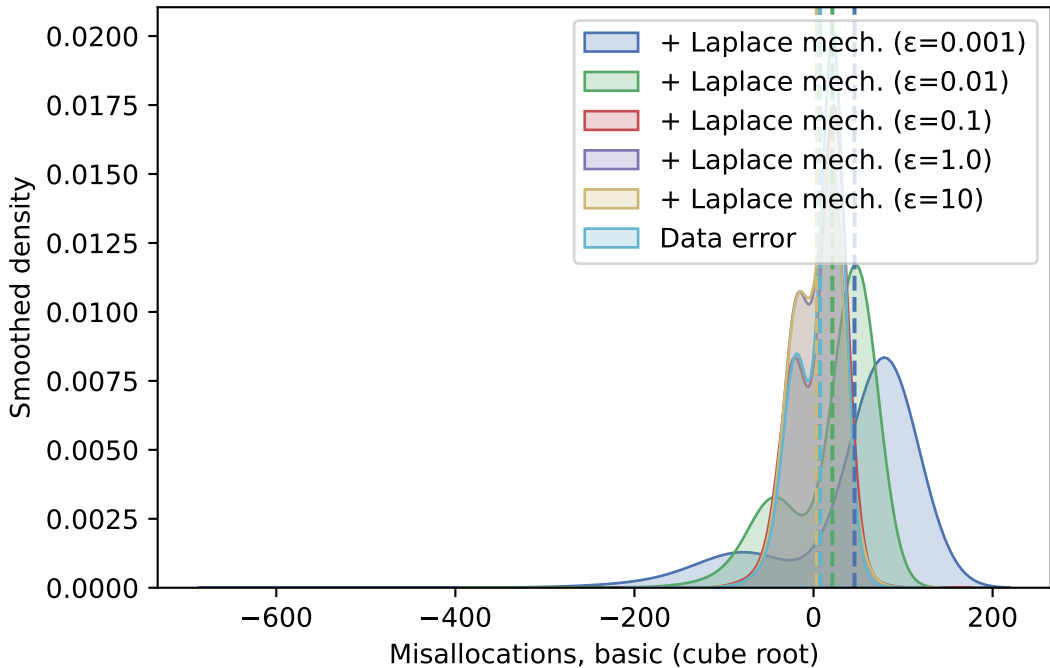 0.0200
0.0175
0.0150
0.0125
0.0100
0.0075
0.0050
0.0025
0.0000
Smoothed density
+ Laplace mech. (ε=0.001)
+ Laplace mech. (ε=0.01)
+ Laplace mech. (ε=0.1)
+ Laplace mech. (ε=1.0)
+ Laplace mech. (ε=10)
Data error
−600
−400
−200
0
200
Misallocations, basic (cube root)